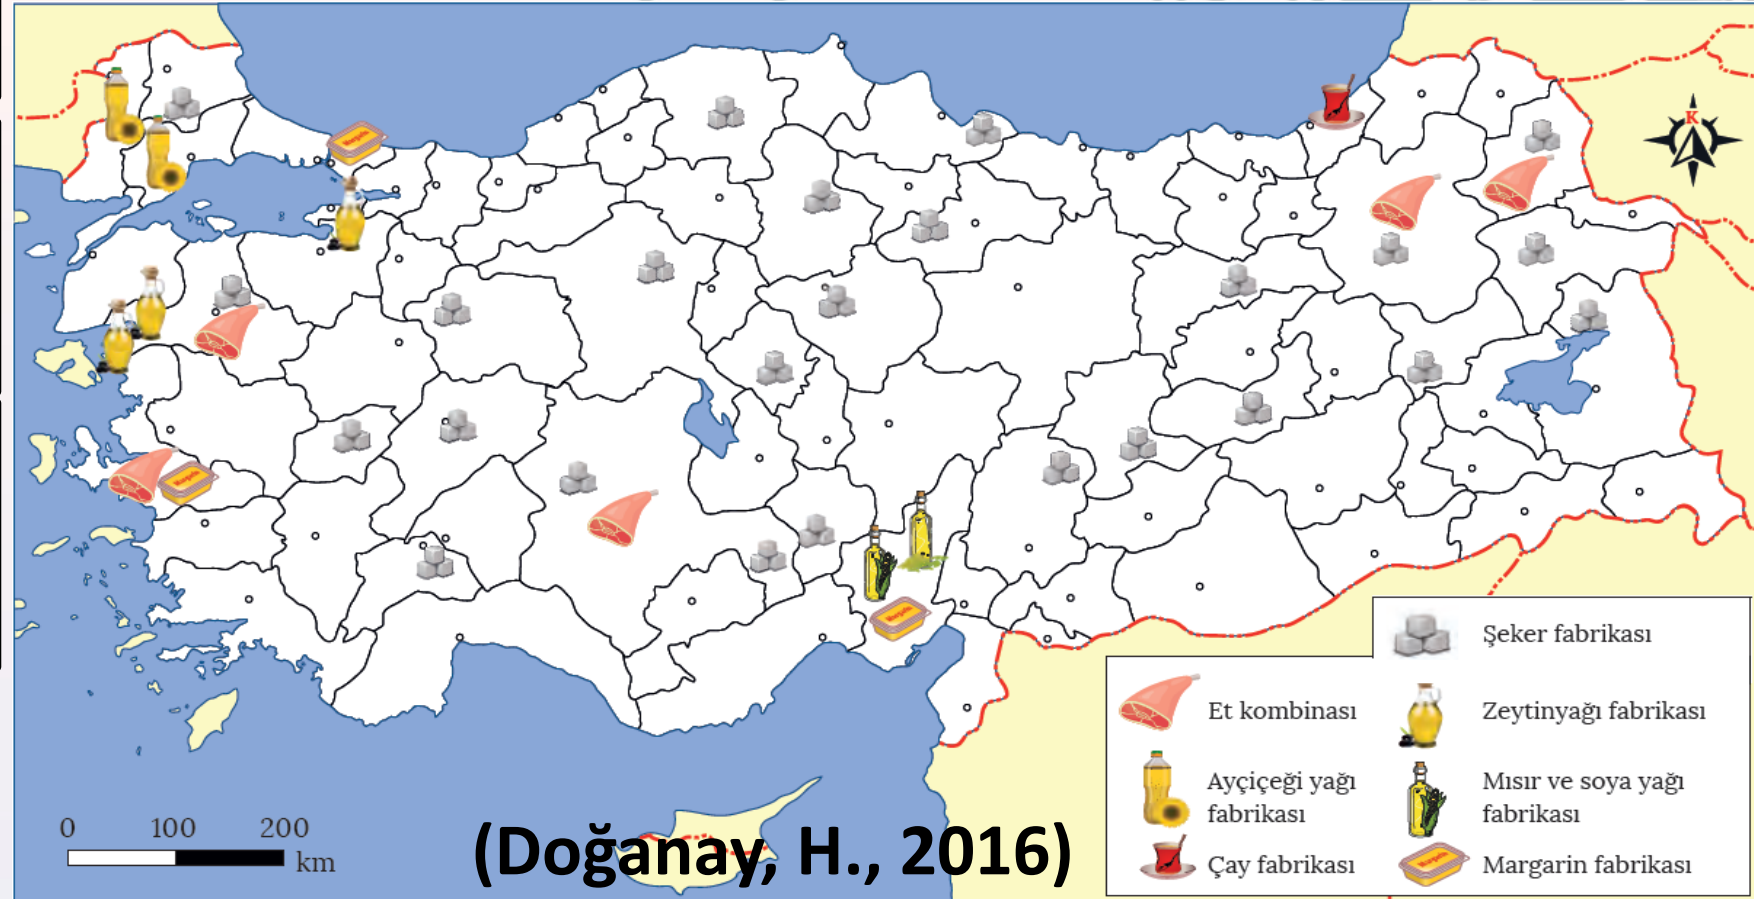 K
Şeker fabrikası
Et kombinası
Zeytinyağı fabrikası
Ayçiçeği yağı
fabrikası
Mısır ve soya yağı
fabrikası
Çay fabrikası
Margarin fabrikası
0 100 200
km
(Doğanay, H., 2016)